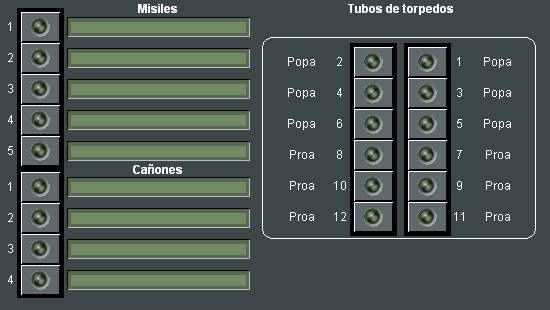 Misiles
1
2
3
4
5
Cañones
1
2
3
4
Tubos de torpedos
Popa 2 1 Popa
Popa 4 3 Popa
Popa 6 5 Popa
Proa 8 7 Proa
Proa 10 9 Proa
Proa 12 11 Proa